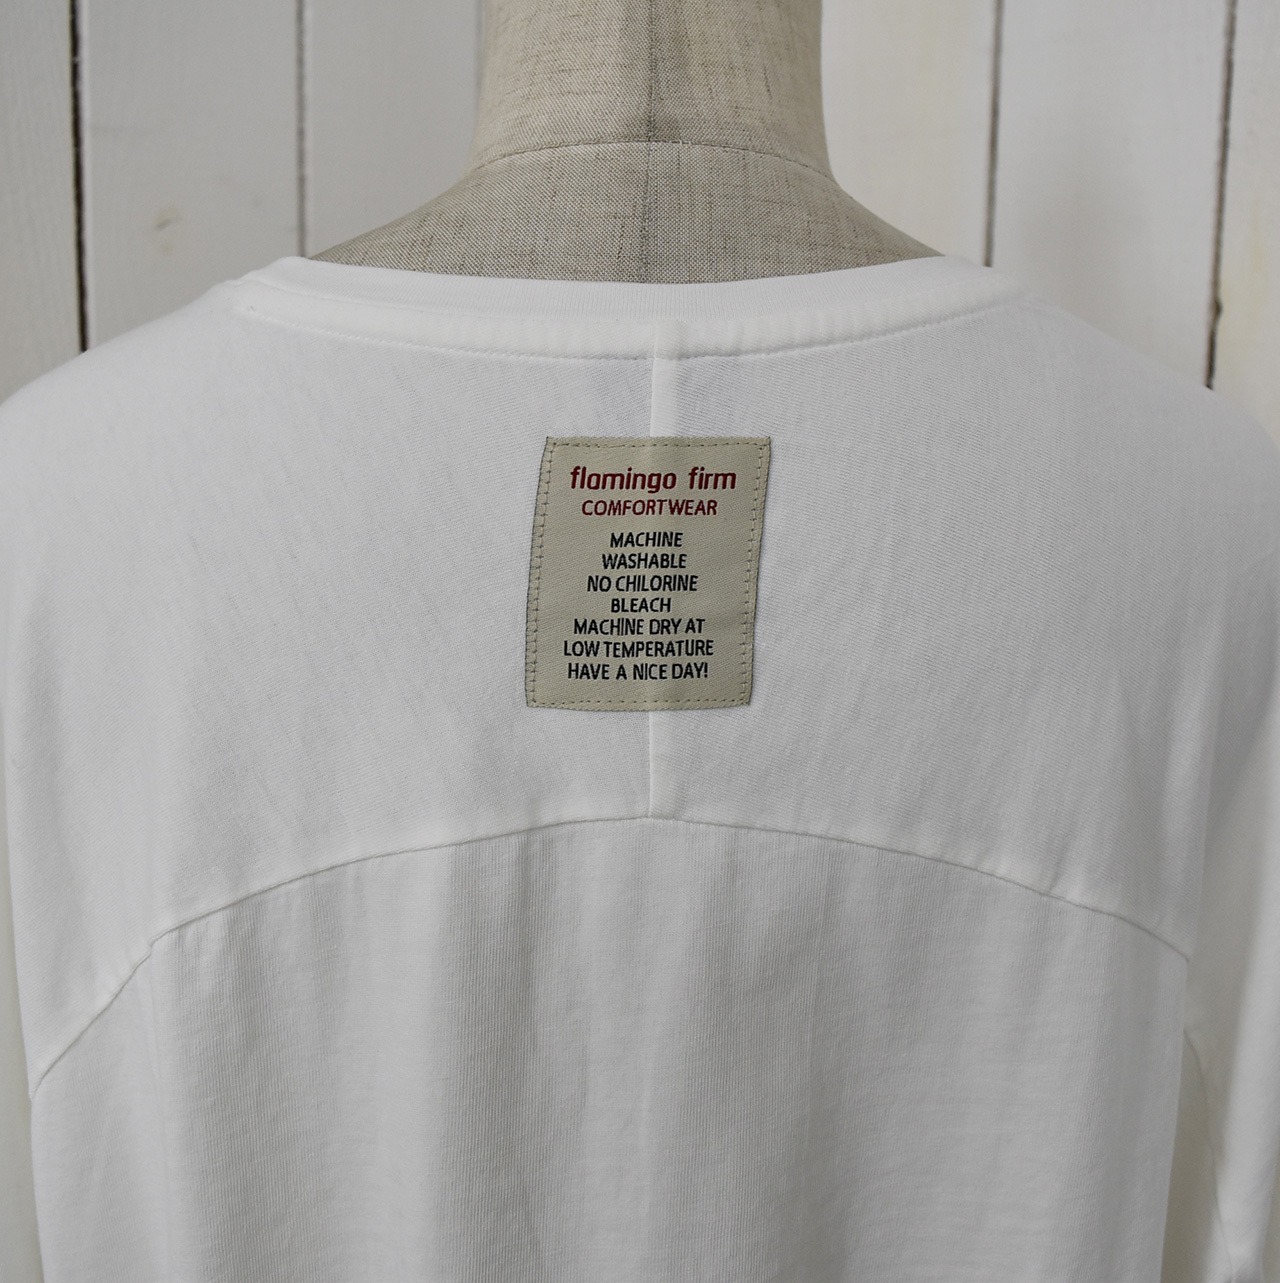 flamingo firm
COMFORTWEAR
MACHINE
WASHABLE
NO CHILORINE
BLEACH
MACHINE DRY AT
LOW TEMPERATURE
HAVE A NICE DAY!